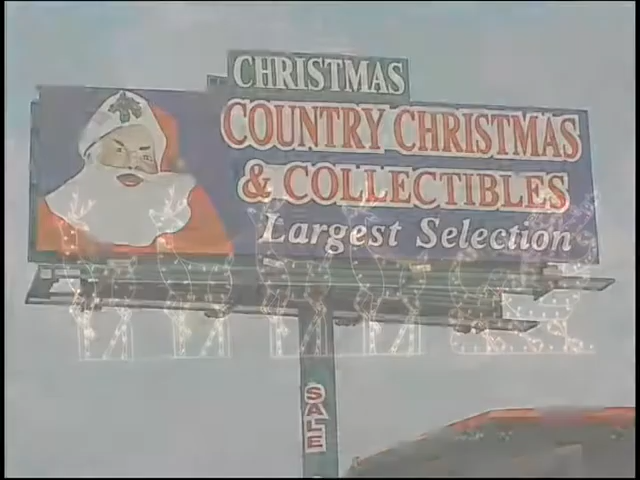 CHRISTMAS
COUNTRY CHRISTMAS
& COLLECTIBLES
Largest Selection
SALE